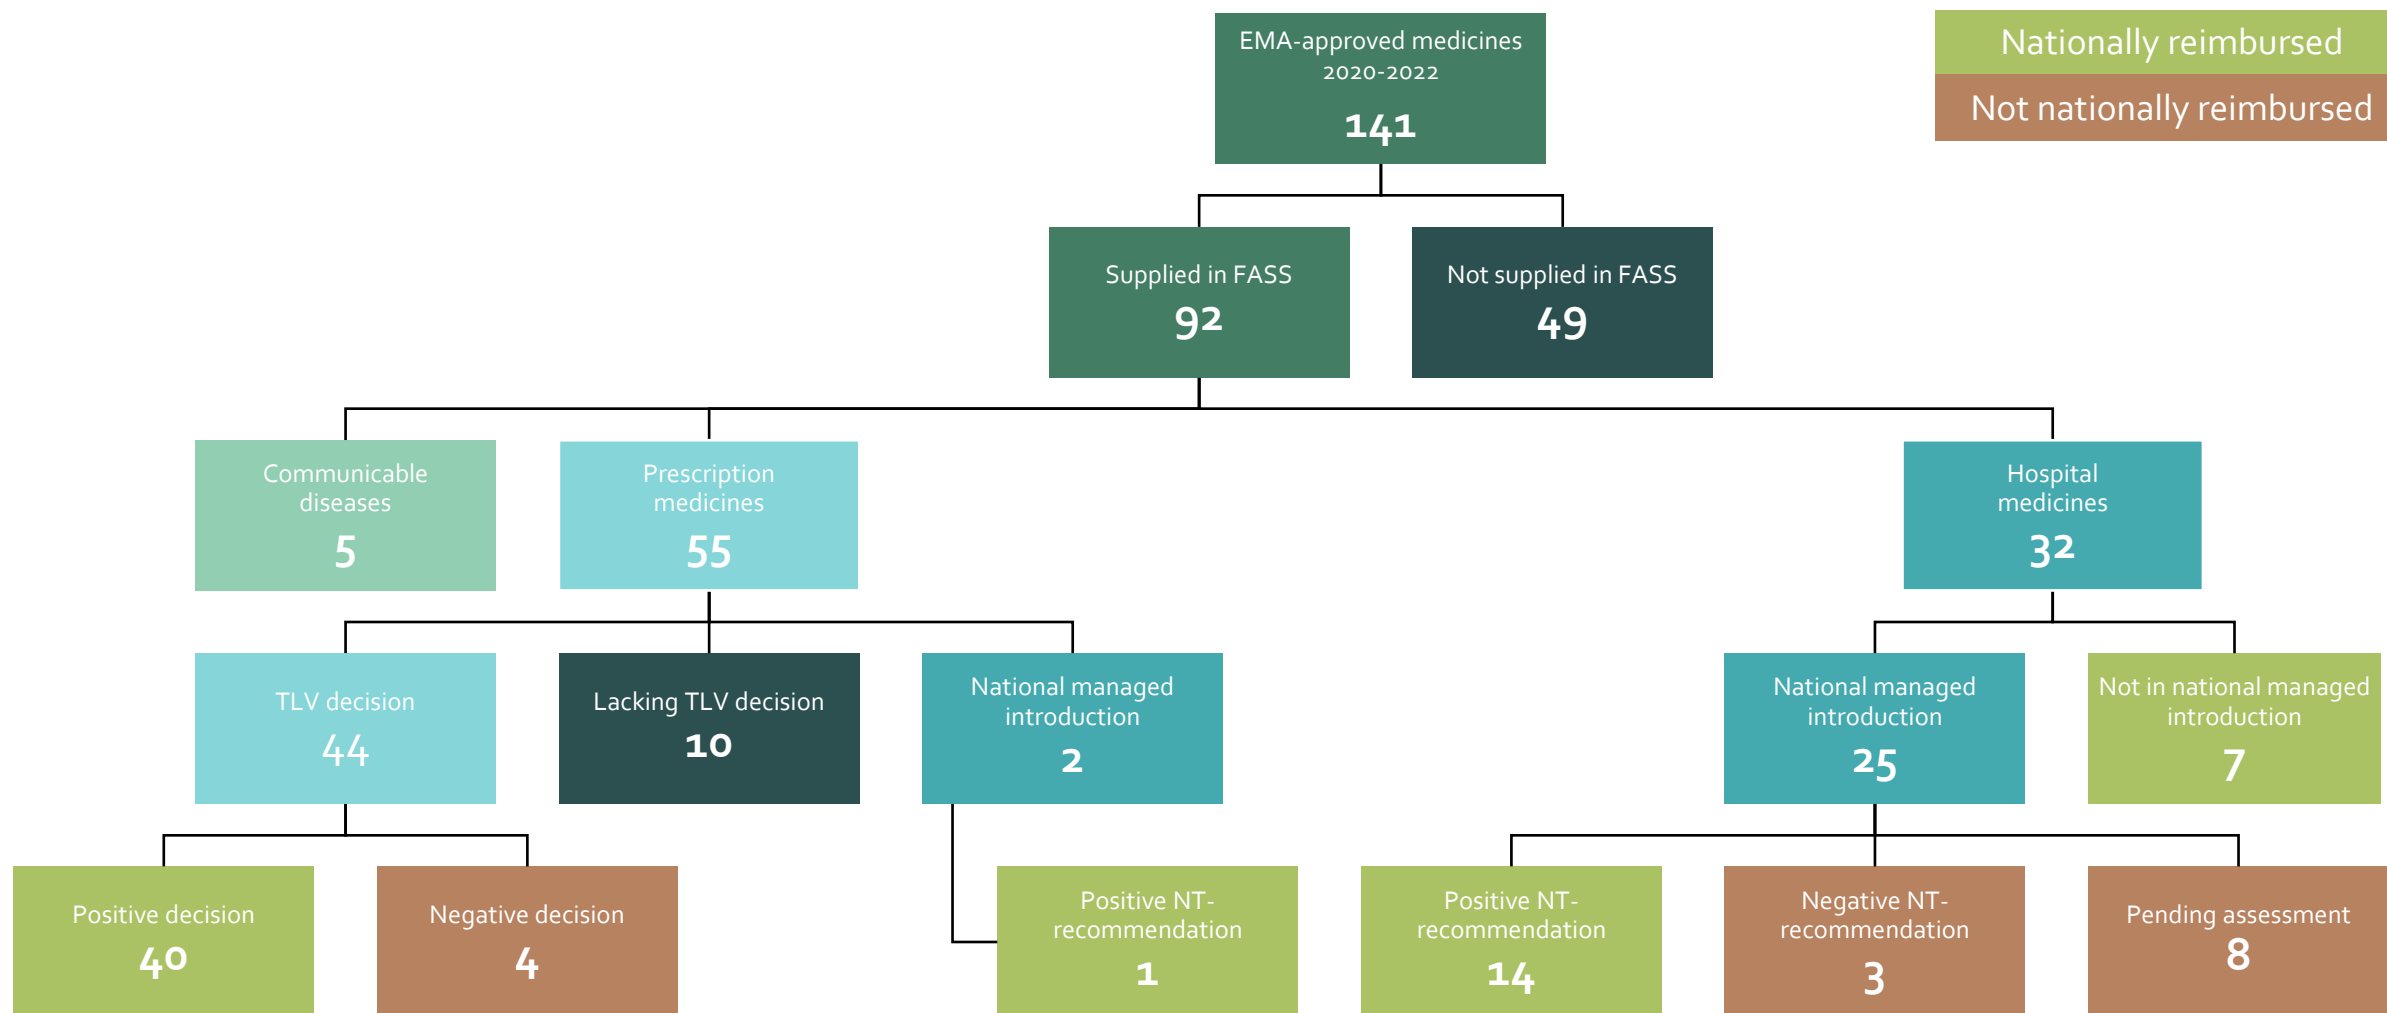 EMA-approved medicines
2020-2022
141
Nationally reimbursed
Not nationally reimbursed
Supplied in FASS
92
Not supplied in FASS
49
Communicable
diseases
5
Prescription
medicines
55
Hospital
medicines
32
TLV decision
44
Lacking TLV decision
10
National managed
introduction
2
National managed
introduction
25
Not in national managed
introduction
7
Positive decision
40
Negative decision
4
Positive NT-
recommendation
1
Positive NT-
recommendation
14
Negative NT-
recommendation
3
Pending assessment
8